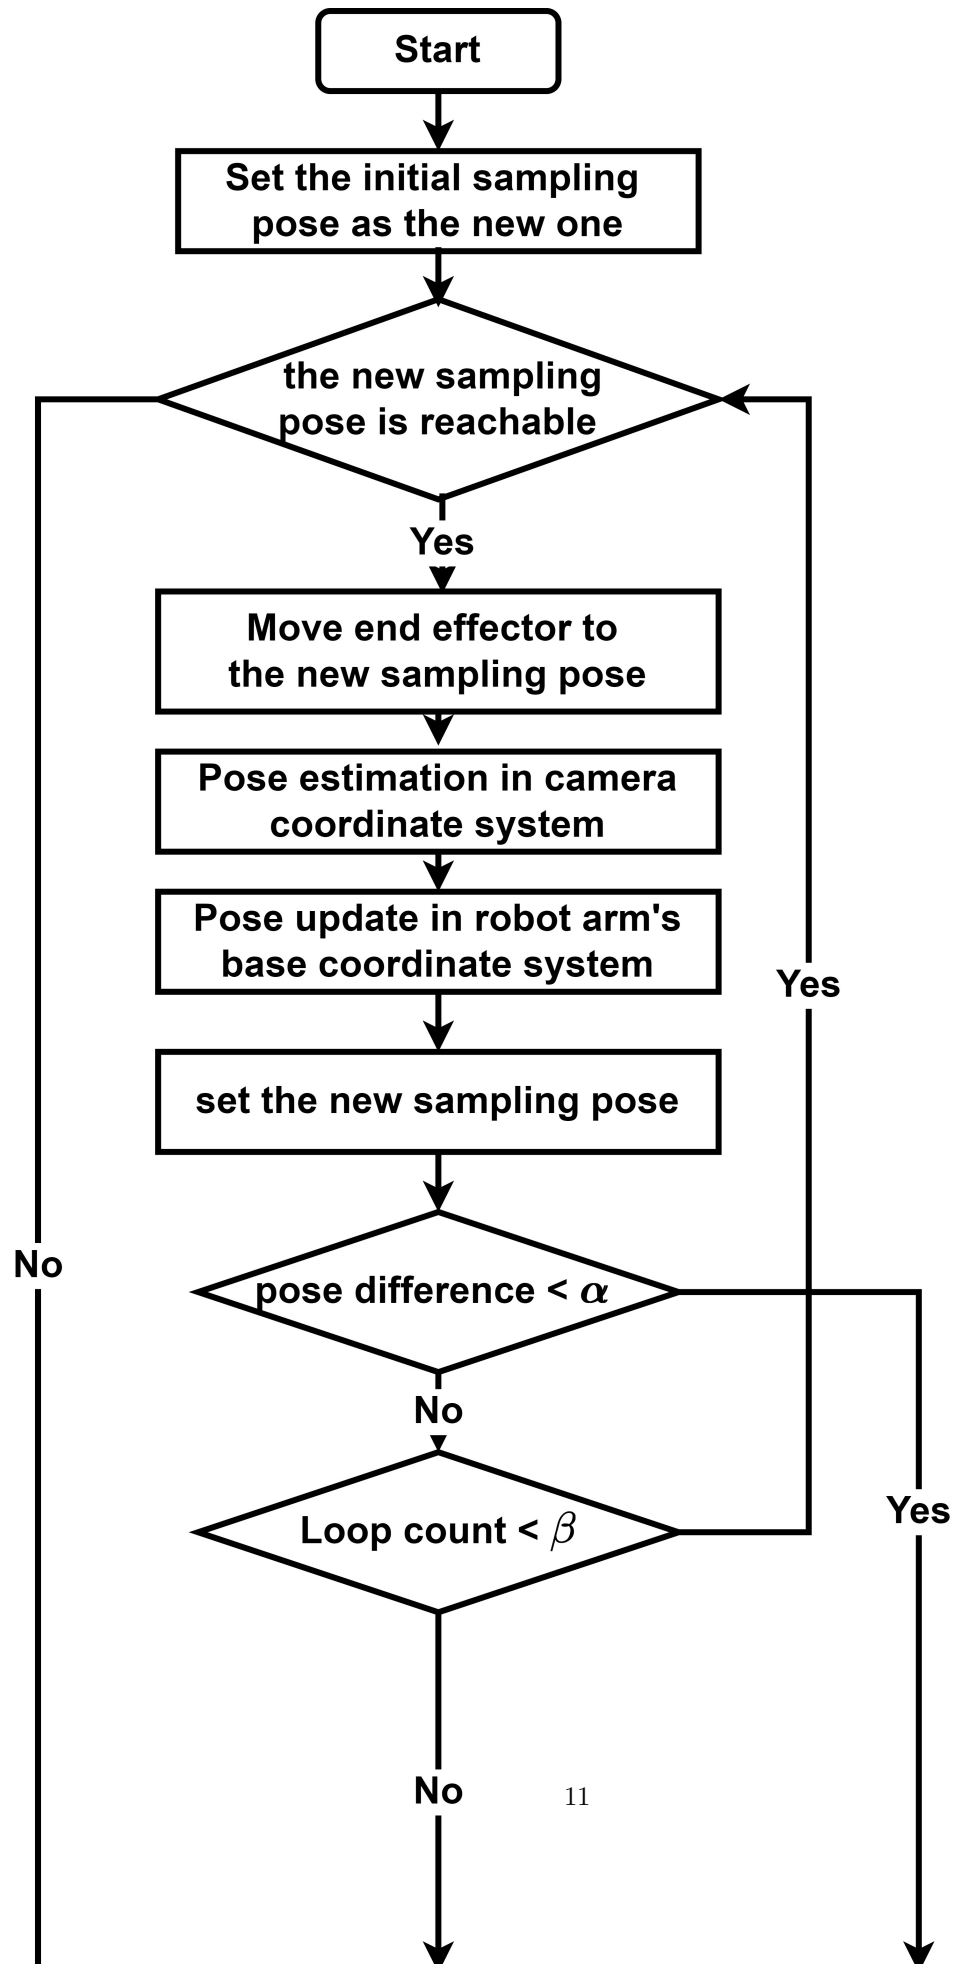 Start
Set the initial sampling
pose as the new one
the new sampling
pose is reachable
Yes
Move end effector to
the new sampling pose
Pose estimation in camera
coordinate system
Pose update in robot arm's
base coordinate system
Yes
set the new sampling pose
No
pose difference < α
No
Loop count < β
Yes
No
11